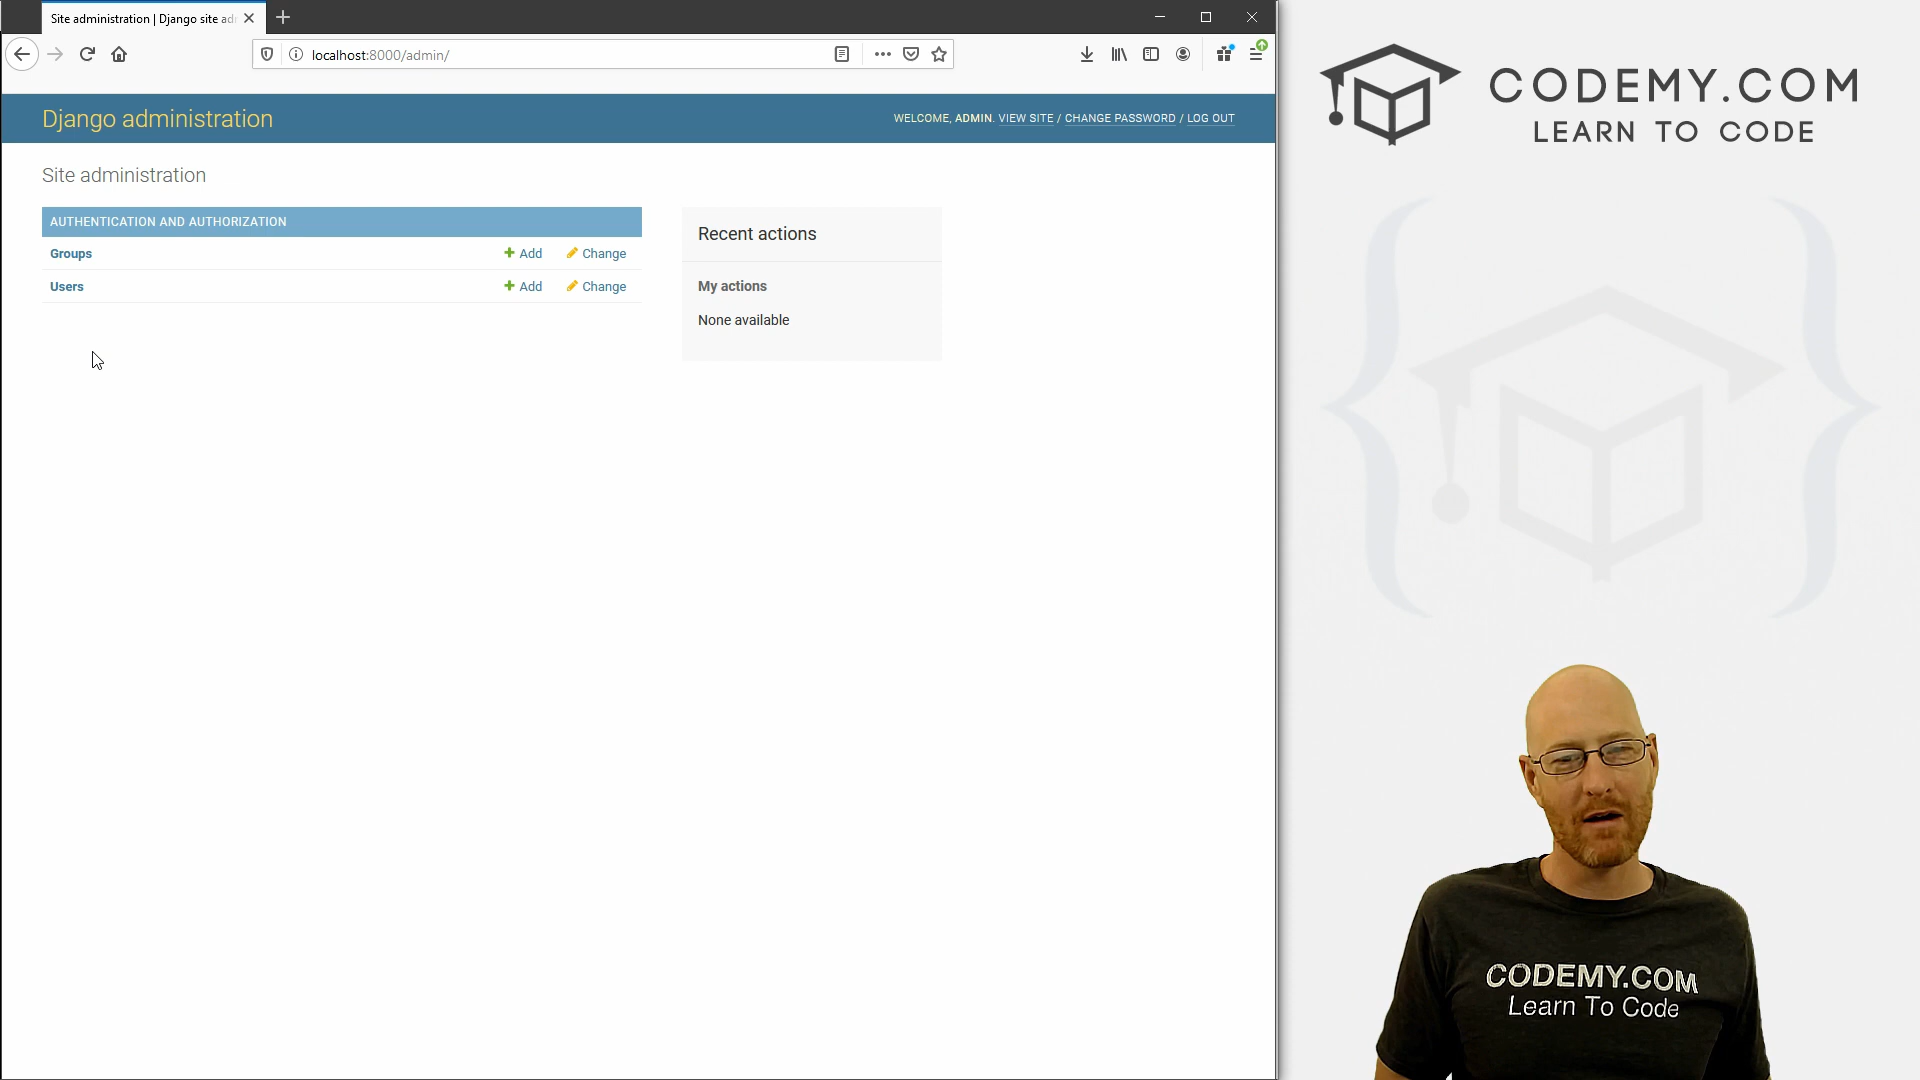 Site administration | Django site ad
localhost:8000/admin/
Django administration
WELCOME, ADMIN. VIEW SITE / CHANGE PASSWORD / LOG OUT
Site administration
AUTHENTICATION AND AUTHORIZATION
Groups
Add
Change
Users
Add
Change
Recent actions
My actions
None available
CODEMY.COM
LEARN TO CODE
CODEMY.COM
Learn To Code